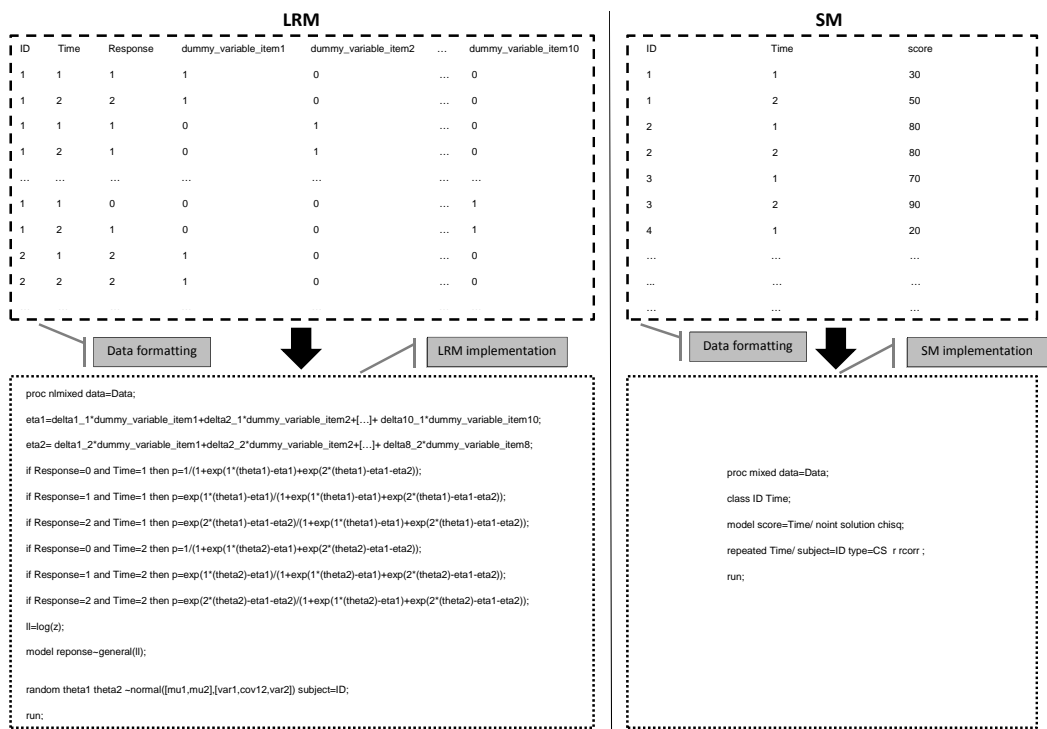 LRM
ID Time Response dummy_variable_item1 dummy_variable_item2 … dummy_variable_item10
1 1 1 1 0 … 0
1 2 2 1 0 … 0
1 1 1 0 1 … 0
1 2 1 0 1 … 0
… … … … … … …
1 1 0 0 0 … 1
1 2 1 0 0 … 1
2 1 2 1 0 … 0
2 2 2 1 0 … 0
Data formatting
LRM implementation
proc nlmixed data=Data;
eta1=delta1_1*dummy_variable_item1+delta2_1*dummy_variable_item2+[…]+ delta10_1*dummy_variable_item10;
eta2= delta1_2*dummy_variable_item1+delta2_2*dummy_variable_item2+[…]+ delta8_2*dummy_variable_item8;
if Response=0 and Time=1 then p=1/(1+exp(1*(theta1)-eta1)+exp(2*(theta1)-eta1-eta2));
if Response=1 and Time=1 then p=exp(1*(theta1)-eta1)/(1+exp(1*(theta1)-eta1)+exp(2*(theta1)-eta1-eta2));
if Response=2 and Time=1 then p=exp(2*(theta1)-eta1-eta2)/(1+exp(1*(theta1)-eta1)+exp(2*(theta1)-eta1-eta2));
if Response=0 and Time=2 then p=1/(1+exp(1*(theta2)-eta1)+exp(2*(theta2)-eta1-eta2));
if Response=1 and Time=2 then p=exp(1*(theta2)-eta1)/(1+exp(1*(theta2)-eta1)+exp(2*(theta2)-eta1-eta2));
if Response=2 and Time=2 then p=exp(2*(theta2)-eta1-eta2)/(1+exp(1*(theta2)-eta1)+exp(2*(theta2)-eta1-eta2));
ll=log(z);
model reponse~general(ll);
random theta1 theta2 ~normal([mu1,mu2],[var1,cov12,var2]) subject=ID;
run;
SM
ID Time score
1 1 30
1 2 50
2 1 80
2 2 80
3 1 70
3 2 90
4 1 20
… … …
... … …
… … …
Data formatting
SM implementation
proc mixed data=Data;
class ID Time;
model score=Time/ noint solution chisq;
repeated Time/ subject=ID type=CS r rcorr ;
run;